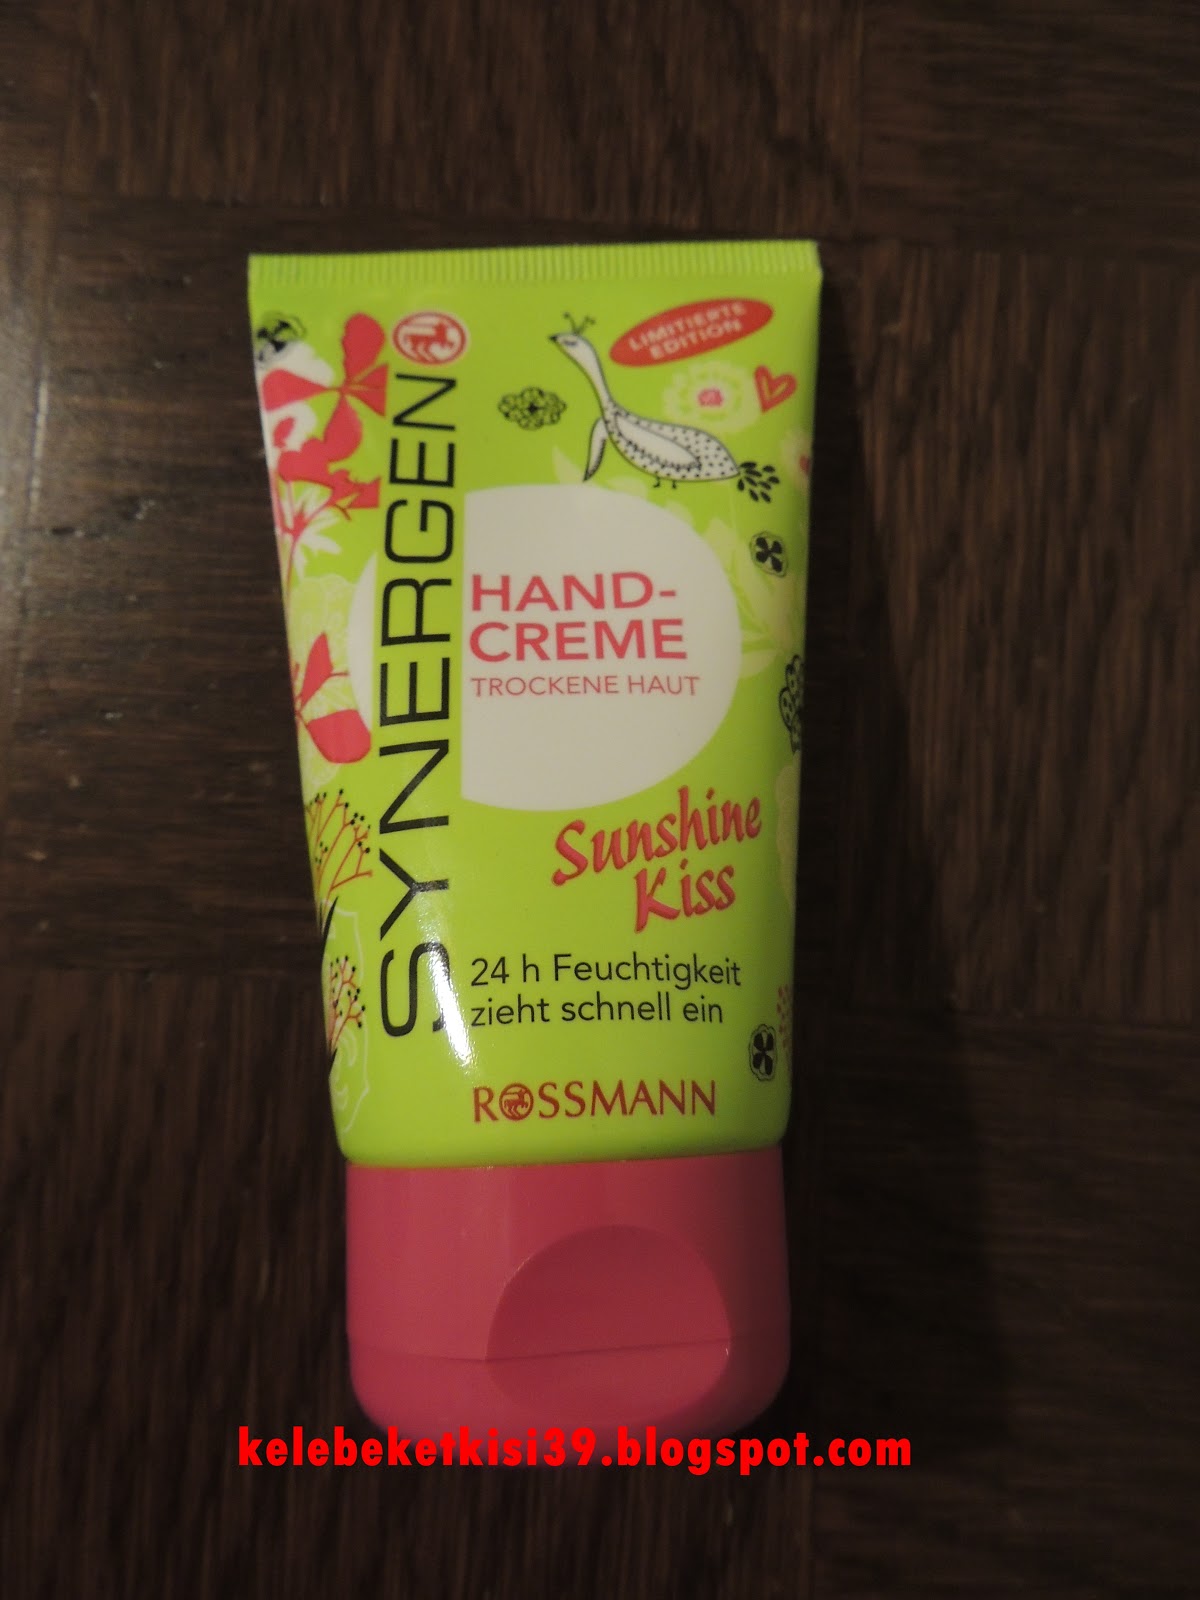 LIMITIERTE
EDITION
SYNERGEN
HAND-
CREME
TROCKENE HAUT
Sunshine
Kiss
24 h Feuchtigkeit
zieht schnell ein
ROSSMANN
kelebeketkisi39.blogspot.com